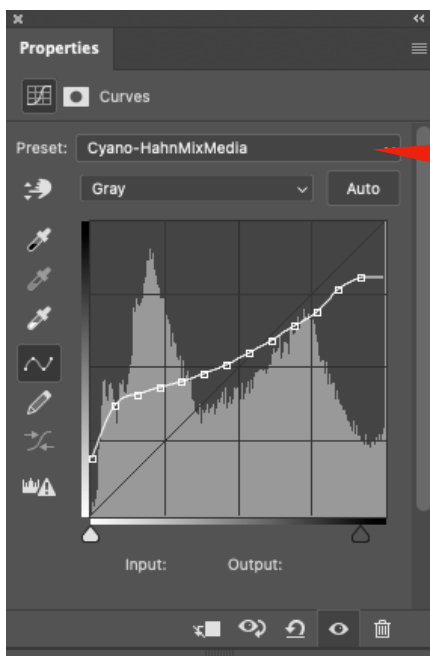 Properties
Curves
Preset: Cyano-HahnMixMedia
Gray Auto
Input: Output: